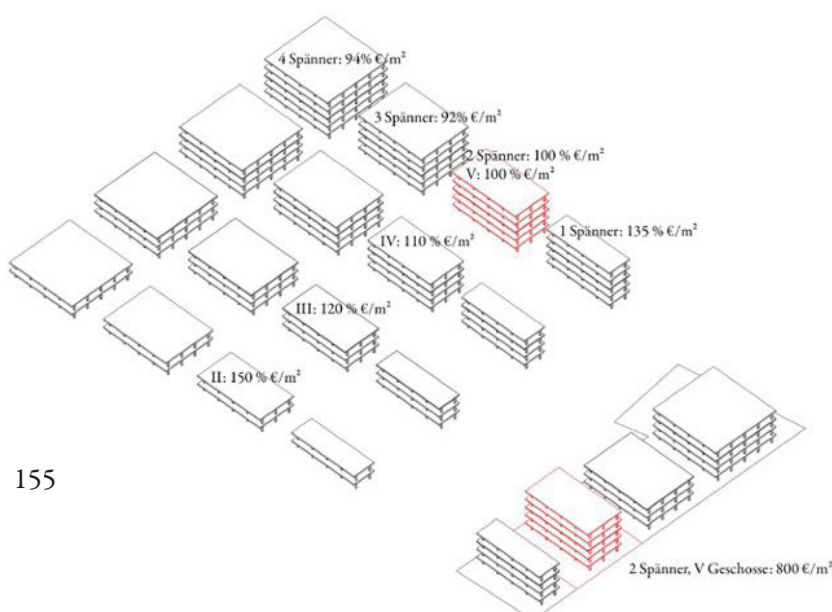 4 Spänner: 94% €/m²
3 Spänner: 92% €/m²
2 Spänner: 100 % €/m²
V: 100 % €/m²
1 Spänner: 135 % €/m²
IV: 110 % €/m²
III: 120 % €/m²
II: 150 % €/m²
155
2 Spänner, V Geschosse: 800 €/m²